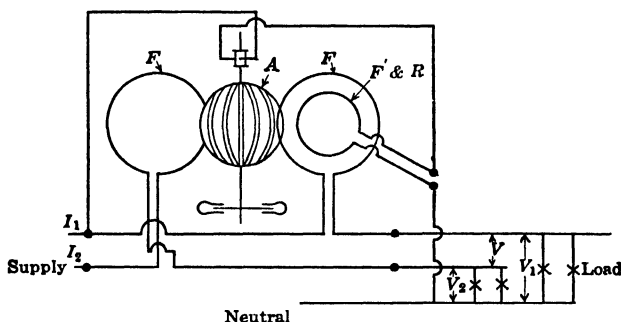 F
A
F
F' & R
I₁
I₂
Supply
V
V₁
V₂
Load
Neutral